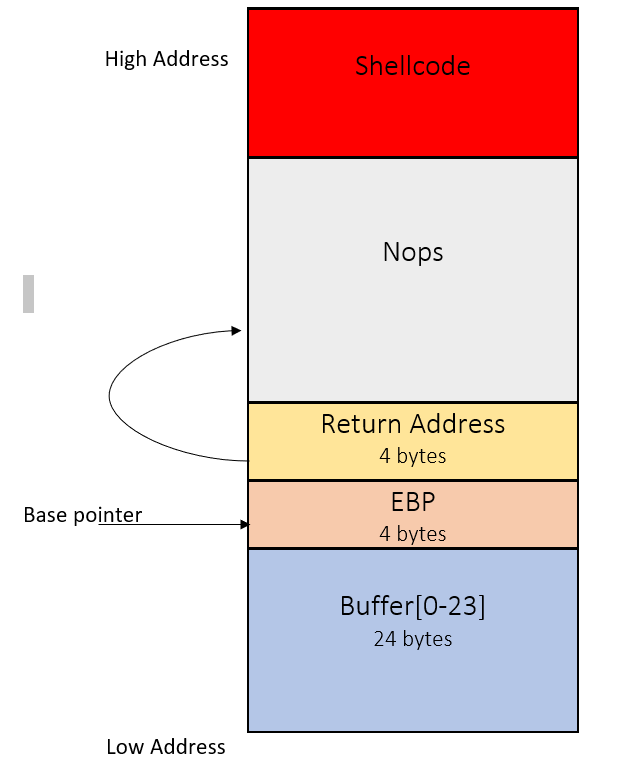 High Address
Shellcode
Nops
Return Address
4 bytes
Base pointer
EBP
4 bytes
Buffer[0-23]
24 bytes
Low Address